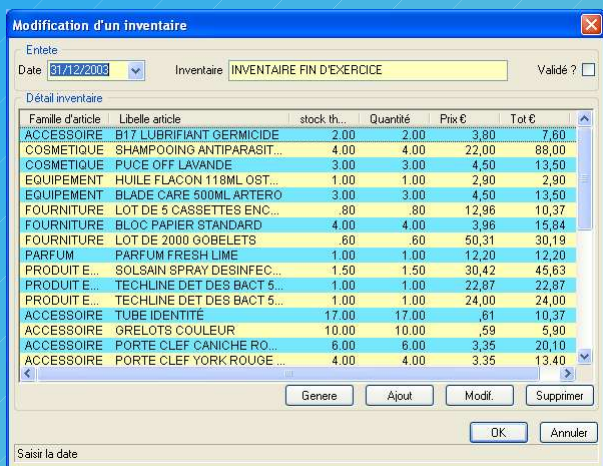 Modification d'un inventaire
Entete
Date 31/12/2003 Inventaire INVENTAIRE FIN D'EXERCICE Validé ?
Détail inventaire
Famille d'article Libelle article stock th... Quantité Prix € Tot €
ACCESSOIRE B17 LUBRIFIANT GERMICIDE 2.00 2.00 3,80 7,60
COSMETIQUE SHAMPOOING ANTIPARASIT... 4.00 4.00 22,00 88,00
COSMETIQUE PUCE OFF LAVANDE 3.00 3.00 4,50 13,50
EQUIPEMENT HUILE FLACON 118ML OST... 1.00 1.00 2,90 2,90
EQUIPEMENT BLADE CARE 500ML ARTERO 3.00 3.00 4,50 13,50
FOURNITURE LOT DE 5 CASSETTES ENC... .80 .80 12,96 10,37
FOURNITURE BLOC PAPIER STANDARD 4.00 4.00 3,96 15,84
FOURNITURE LOT DE 2000 GOBELETS .60 .60 50,31 30,19
PARFUM PARFUM FRESH LIME 1.00 1.00 12,20 12,20
PRODUIT E... SOLSAIN SPRAY DESINFEC... 1.50 1.50 30,42 45,63
PRODUIT E... TECHLINE DET DES BACT 5... 1.00 1.00 22,87 22,87
PRODUIT E... TECHLINE DET DES BACT 5... 1.00 1.00 24,00 24,00
ACCESSOIRE TUBE IDENTITÉ 17.00 17.00 ,61 10,37
ACCESSOIRE GRELOTS COULEUR 10.00 10.00 ,59 5,90
ACCESSOIRE PORTE CLEF CANICHE RO... 6.00 6.00 3,35 20,10
ACCESSOIRE PORTE CLEF YORK ROUGE ... 4.00 4.00 3,35 13,40
Genere Ajout Modif. Supprimer
OK Annuler
Saisir la date